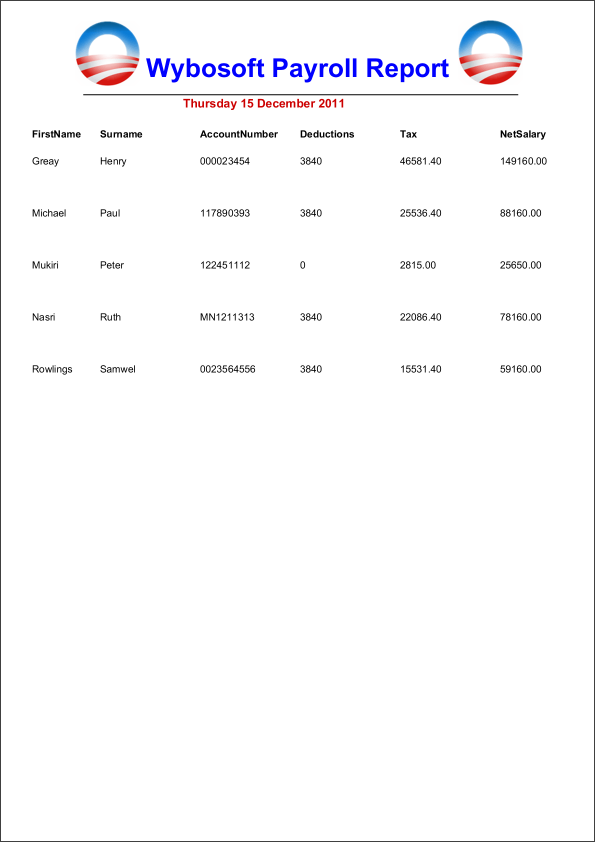 Wybosoft Payroll Report
Thursday 15 December 2011
FirstName Surname AccountNumber Deductions Tax NetSalary
Greay Henry 000023454 3840 46581.40 149160.00
Michael Paul 117890393 3840 25536.40 88160.00
Mukiri Peter 122451112 0 2815.00 25650.00
Nasri Ruth MN1211313 3840 22086.40 78160.00
Rowlings Samwel 0023564556 3840 15531.40 59160.00